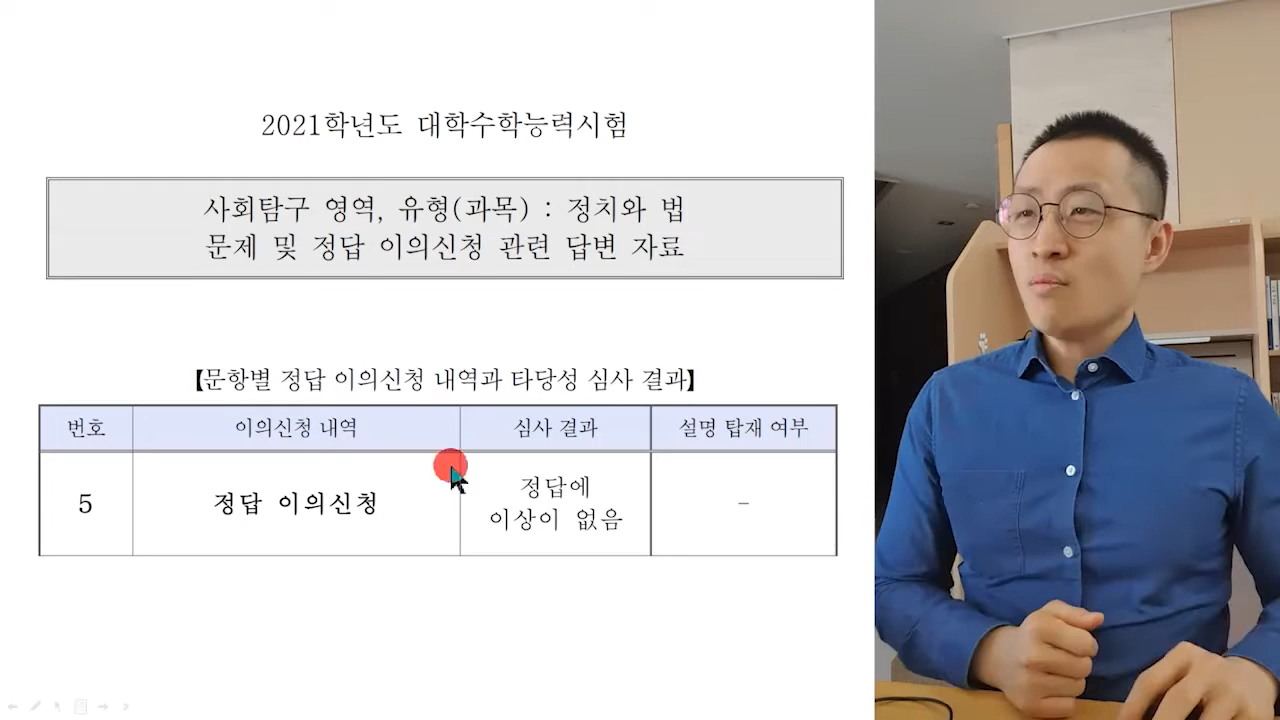 2021학년도 대학수학능력시험
사회탐구 영역, 유형(과목) : 정치와 법
문제 및 정답 이의신청 관련 답변 자료
【문항별 정답 이의신청 내역과 타당성 심사 결과】
번호 이의신청 내역 심사 결과 설명 탑재 여부
5 정답 이의신청 정답에 이상이 없음 –